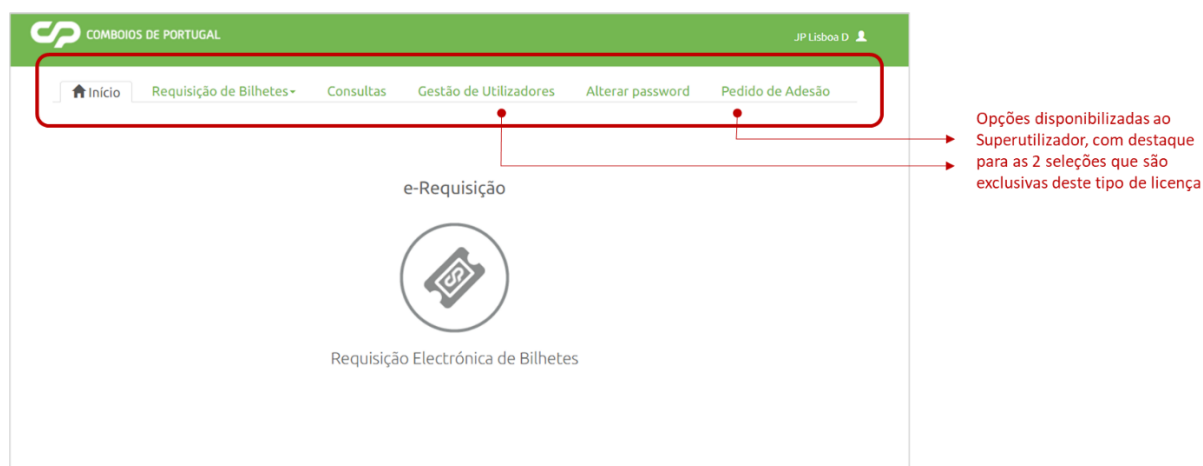 CP COMBOIOS DE PORTUGAL
JP Lisboa D
Início Requisição de Bilhetes Consultas Gestão de Utilizadores Alterar password Pedido de Adesão
Opções disponibilizadas ao
Superutilizador, com destaque
para as 2 seleções que são
exclusivas deste tipo de licença
e-Requisição
Requisição Electrónica de Bilhetes